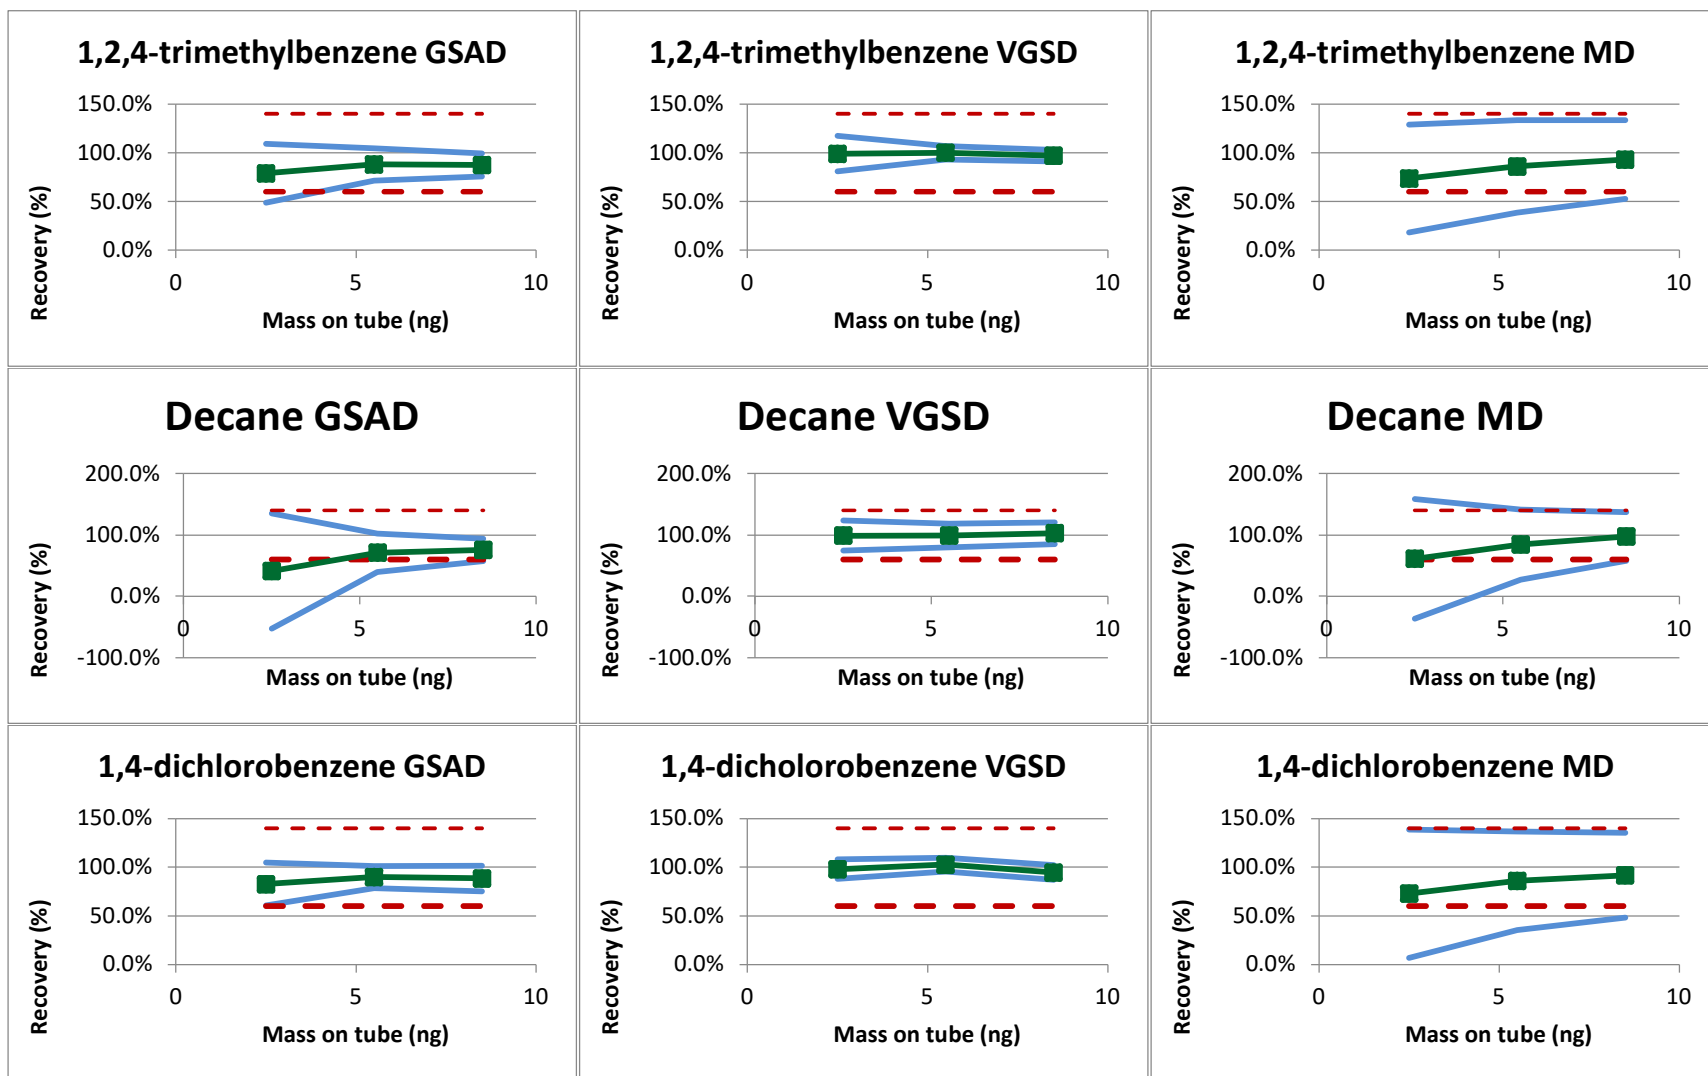 1,2,4-trimethylbenzene GSAD
150.0%
100.0%
50.0%
0.0%
0
5
10
Recovery (%)
Mass on tube (ng)
1,2,4-trimethylbenzene VGSD
150.0%
100.0%
50.0%
0.0%
0
5
10
Recovery (%)
Mass on tube (ng)
1,2,4-trimethylbenzene MD
150.0%
100.0%
50.0%
0.0%
0
5
10
Recovery (%)
Mass on tube (ng)
Decane GSAD
200.0%
100.0%
0.0%
-100.0%
0
5
10
Recovery (%)
Mass on tube (ng)
Decane VGSD
200.0%
100.0%
0.0%
-100.0%
0
5
10
Recovery (%)
Mass on tube (ng)
Decane MD
200.0%
100.0%
0.0%
-100.0%
0
5
10
Recovery (%)
Mass on tube (ng)
1,4-dichlorobenzene GSAD
150.0%
100.0%
50.0%
0.0%
0
5
10
Recovery (%)
Mass on tube (ng)
1,4-dicholorobenzene VGSD
150.0%
100.0%
50.0%
0.0%
0
5
10
Recovery (%)
Mass on tube (ng)
1,4-dichlorobenzene MD
150.0%
100.0%
50.0%
0.0%
0
5
10
Recovery (%)
Mass on tube (ng)